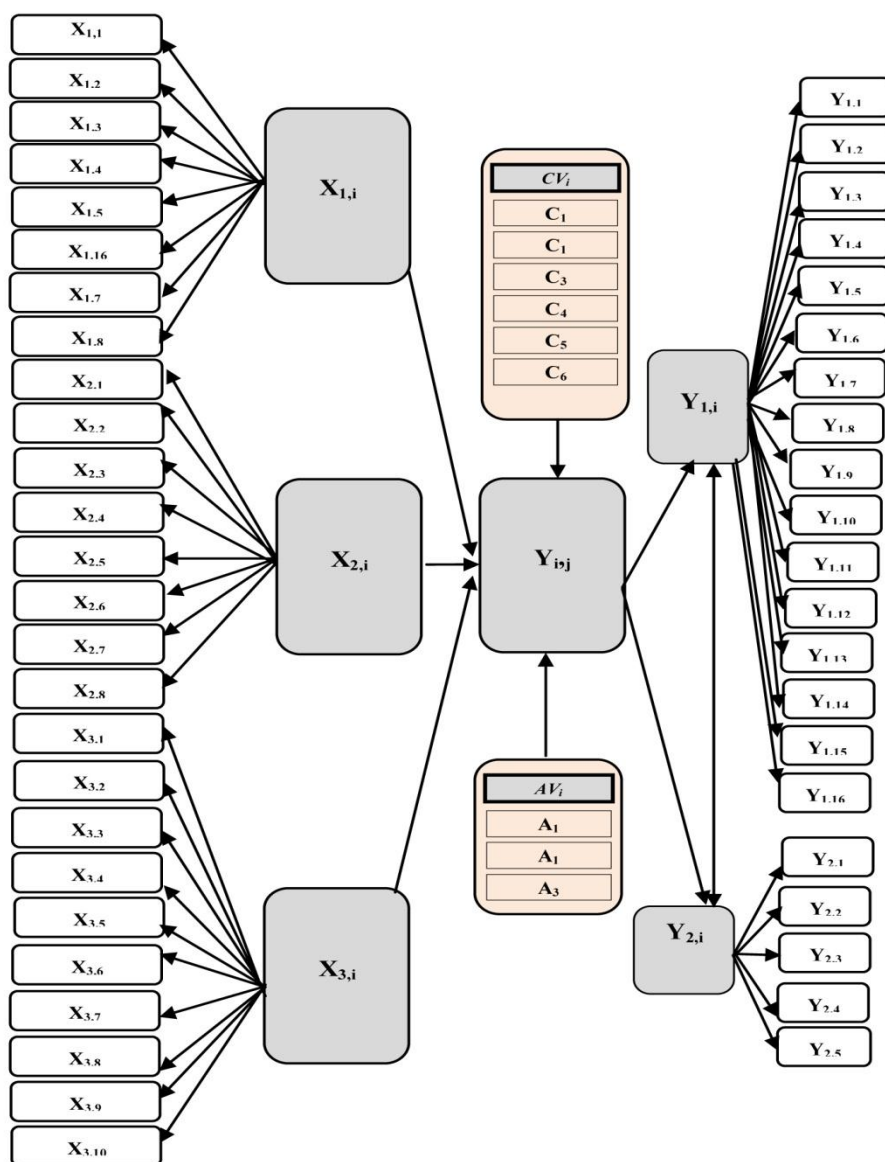 X₁,₁
X₁.₂
X₁.₃
X₁.₄
X₁.₅
X₁.₁₆
X₁.₇
X₁.₈
X₂.₁
X₂.₂
X₂.₃
X₂.₄
X₂.₅
X₂.₆
X₂.₇
X₂.₈
X₃.₁
X₃.₂
X₃.₃
X₃.₄
X₃.₅
X₃.₆
X₃.₇
X₃.₈
X₃.₉
X₃.₁₀
X₁,ᵢ
X₂,ᵢ
X₃,ᵢ
CVᵢ
C₁
C₁
C₃
C₄
C₅
C₆
Yᵢ,ⱼ
AVᵢ
A₁
A₁
A₃
Y₁,ᵢ
Y₂,ᵢ
Y₁.₁
Y₁.₂
Y₁.₃
Y₁.₄
Y₁.₅
Y₁.₆
Y₁.₇
Y₁.₈
Y₁.₉
Y₁.₁₀
Y₁.₁₁
Y₁.₁₂
Y₁.₁₃
Y₁.₁₄
Y₁.₁₅
Y₁.₁₆
Y₂.₁
Y₂.₂
Y₂.₃
Y₂.₄
Y₂.₅